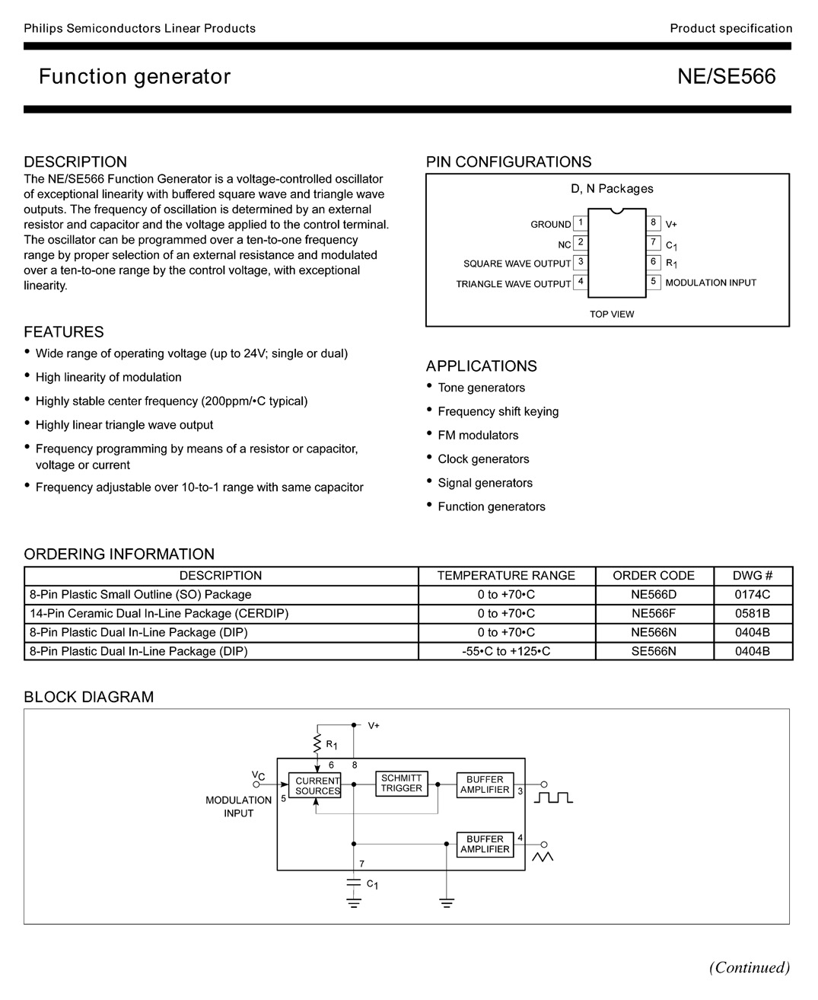 Philips Semiconductors Linear Products
Product specification
Function generator
NE/SE566
DESCRIPTION
The NE/SE566 Function Generator is a voltage-controlled oscillator
of exceptional linearity with buffered square wave and triangle wave
outputs. The frequency of oscillation is determined by an external
resistor and capacitor and the voltage applied to the control terminal.
The oscillator can be programmed over a ten-to-one frequency
range by proper selection of an external resistance and modulated
over a ten-to-one range by the control voltage, with exceptional
linearity.
FEATURES
• Wide range of operating voltage (up to 24V; single or dual)
• High linearity of modulation
• Highly stable center frequency (200ppm/•C typical)
• Highly linear triangle wave output
• Frequency programming by means of a resistor or capacitor,
voltage or current
• Frequency adjustable over 10-to-1 range with same capacitor
PIN CONFIGURATIONS
D, N Packages
GROUND 1 8 V+
NC 2 7 C1
SQUARE WAVE OUTPUT 3 6 R1
TRIANGLE WAVE OUTPUT 4 5 MODULATION INPUT
TOP VIEW
APPLICATIONS
• Tone generators
• Frequency shift keying
• FM modulators
• Clock generators
• Signal generators
• Function generators
ORDERING INFORMATION
DESCRIPTION TEMPERATURE RANGE ORDER CODE DWG #
8-Pin Plastic Small Outline (SO) Package 0 to +70•C NE566D 0174C
14-Pin Ceramic Dual In-Line Package (CERDIP) 0 to +70•C NE566F 0581B
8-Pin Plastic Dual In-Line Package (DIP) 0 to +70•C NE566N 0404B
8-Pin Plastic Dual In-Line Package (DIP) -55•C to +125•C SE566N 0404B
BLOCK DIAGRAM
V+
R1
6 8
VC
CURRENT
SOURCES
SCHMITT
TRIGGER
BUFFER
AMPLIFIER
3
MODULATION
INPUT
5
BUFFER
AMPLIFIER
4
7
C1
(Continued)